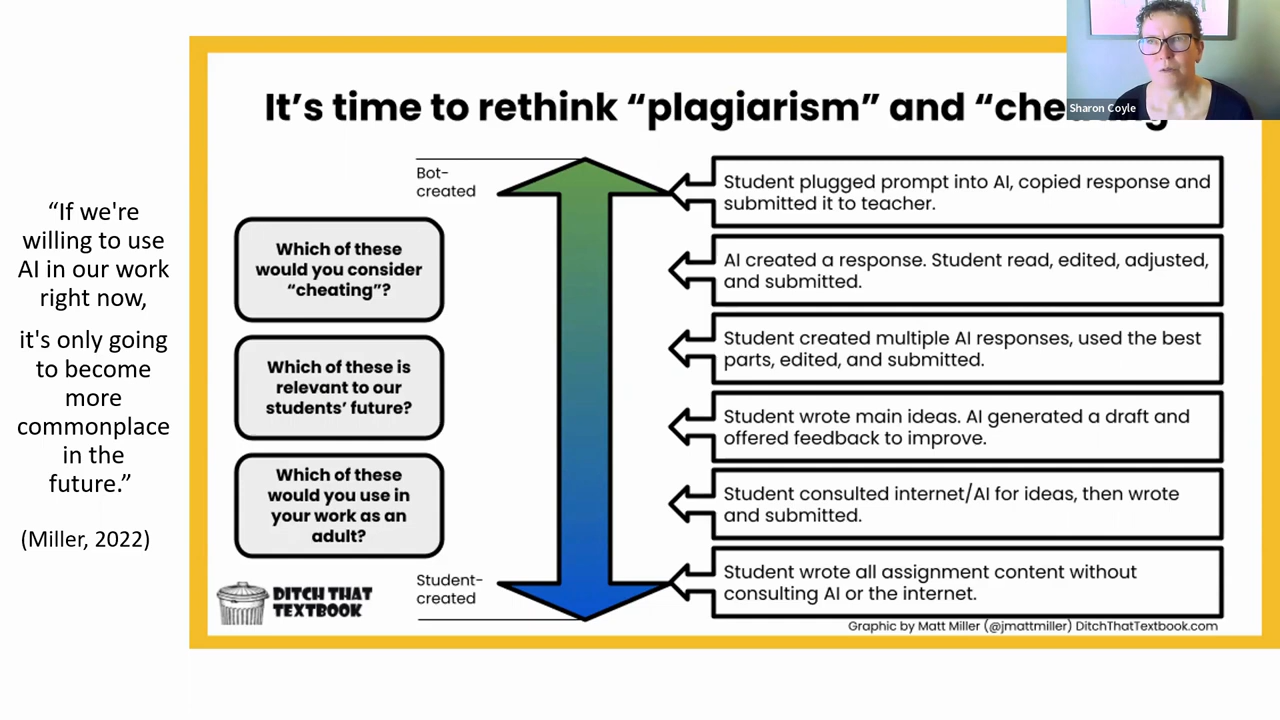 Sharon Coyle
It's time to rethink “plagiarism” and “che
“If we're
willing to use
AI in our work
right now,
it's only going
to become
more
commonplace
in the
future.”
(Miller, 2022)
Bot-
created
Which of these
would you consider
“cheating”?
Which of these is
relevant to our
students’ future?
Which of these
would you use in
your work as an
adult?
Student-
created
DITCH THAT
TEXTBOOK
Student plugged prompt into AI, copied response and
submitted it to teacher.
AI created a response. Student read, edited, adjusted,
and submitted.
Student created multiple AI responses, used the best
parts, edited, and submitted.
Student wrote main ideas. AI generated a draft and
offered feedback to improve.
Student consulted internet/AI for ideas, then wrote
and submitted.
Student wrote all assignment content without
consulting AI or the internet.
Graphic by Matt Miller (@jmattmiller) DitchThatTextbook.com